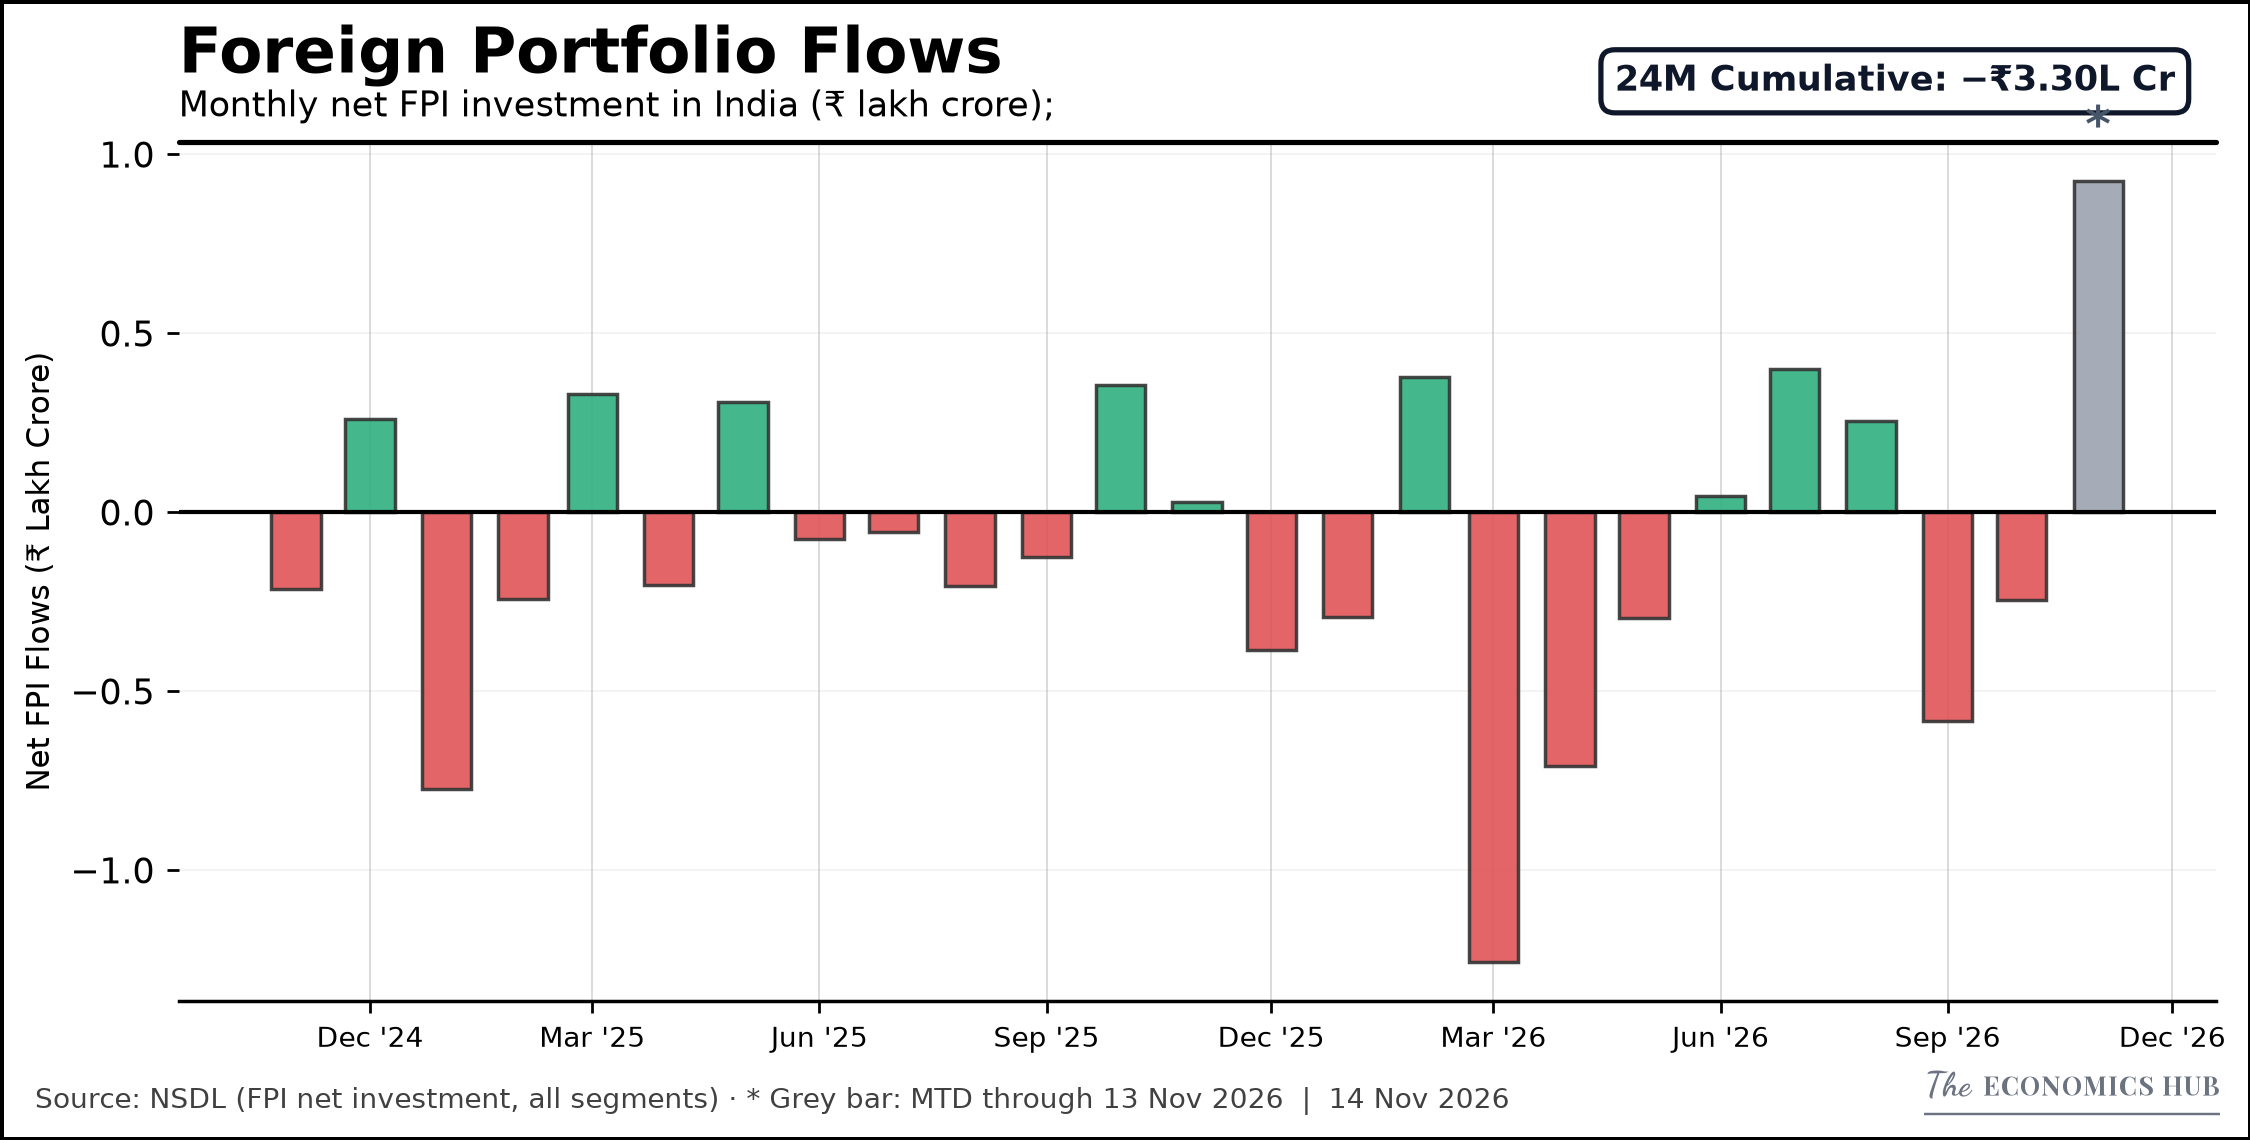 Foreign Portfolio Flows
Monthly net FPI investment in India (₹ lakh crore);
24M Cumulative: −₹3.30L Cr
*
Net FPI Flows (₹ Lakh Crore)
1.0
0.5
0.0
−0.5
−1.0
Dec '24 Mar '25 Jun '25 Sep '25 Dec '25 Mar '26 Jun '26 Sep '26 Dec '26
Source: NSDL (FPI net investment, all segments) · * Grey bar: MTD through 13 Nov 2026 | 14 Nov 2026
The ECONOMICS HUB